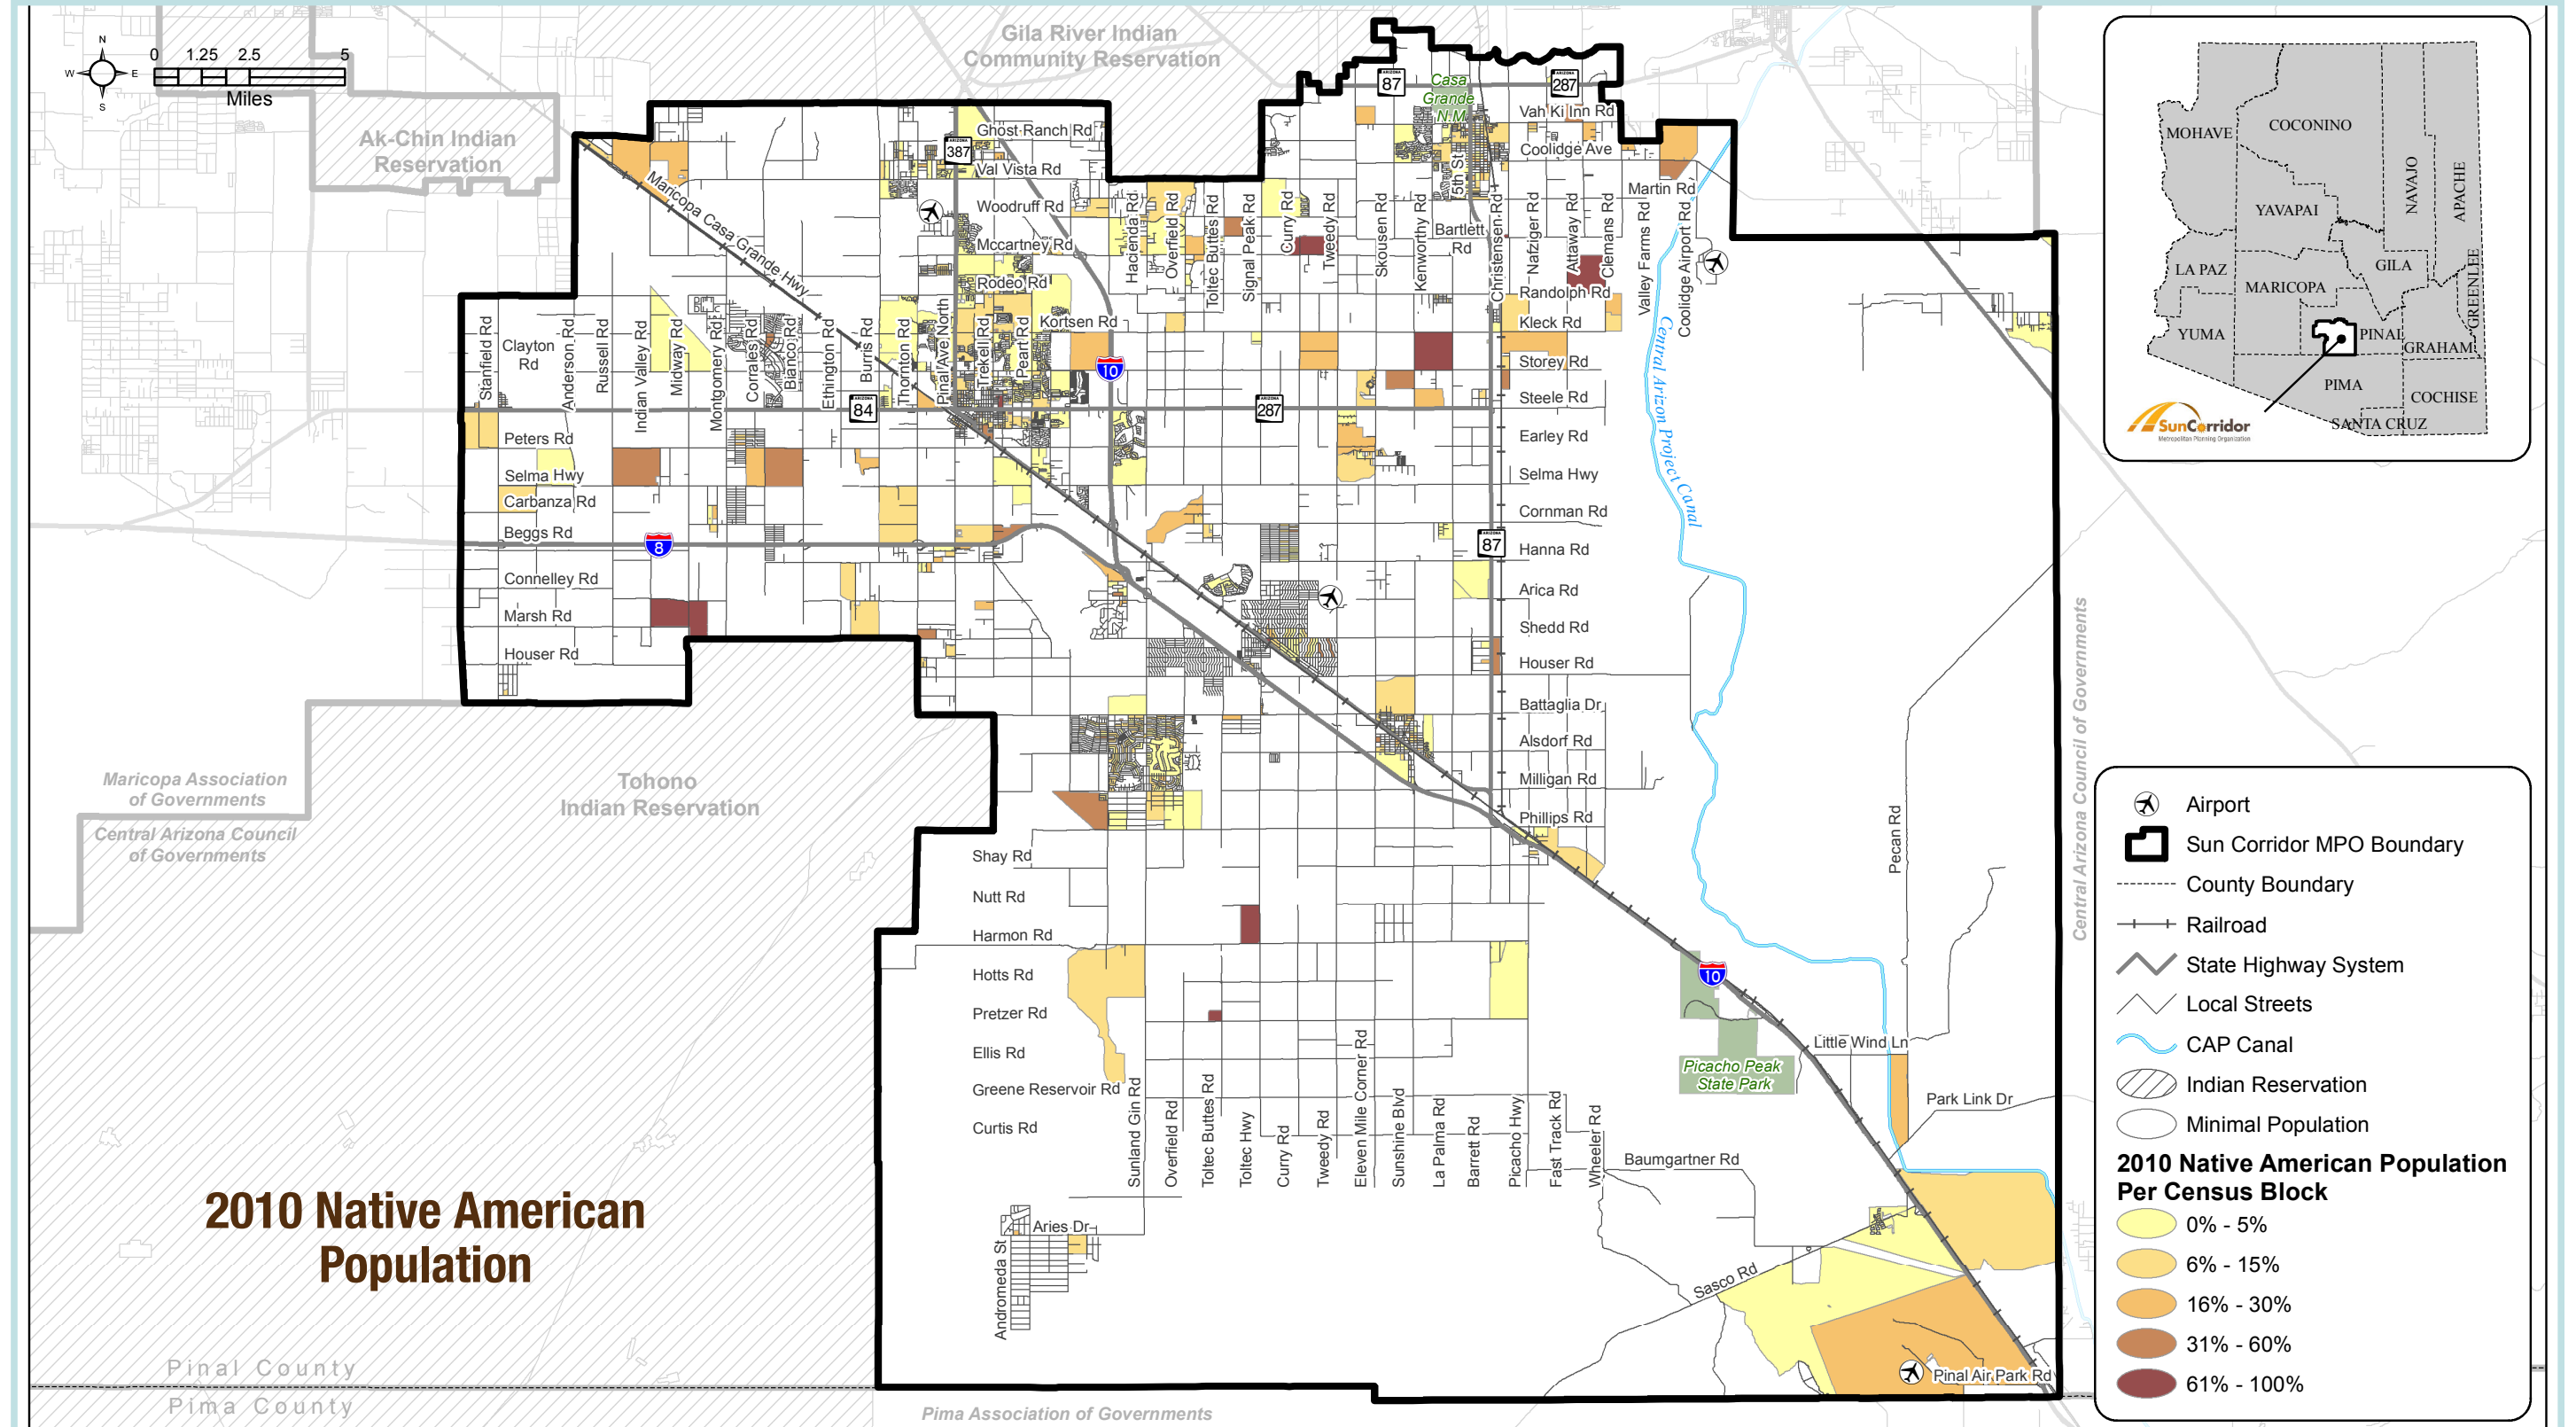 N
W
E
S
0 1.25 2.5 5
Miles
Gila River Indian
Community Reservation
Ak-Chin Indian
Reservation
Tohono
Indian Reservation
Maricopa Association
of Governments
Central Arizona Council
of Governments
Pinal County
Pima County
Pima Association of Governments
Central Arizona Council of Governments
2010 Native American
Population
Casa
Grande
N.M.
ARIZONA
87
ARIZONA
287
ARIZONA
387
ARIZONA
84
ARIZONA
287
ARIZONA
87
10
8
10
Ghost Ranch Rd
Val Vista Rd
Woodruff Rd
Mccartney Rd
Rodeo Rd
Kortsen Rd
Maricopa Casa Grande Hwy
Vah Ki Inn Rd
Coolidge Ave
Martin Rd
Bartlett
Rd
Randolph Rd
Kleck Rd
Storey Rd
Steele Rd
Earley Rd
Selma Hwy
Cornman Rd
Hanna Rd
Arica Rd
Shedd Rd
Houser Rd
Battaglia Dr
Alsdorf Rd
Milligan Rd
Phillips Rd
5th St
Hacienda Rd
Overfield Rd
Toltec Buttes Rd
Signal Peak Rd
Curry Rd
Tweedy Rd
Skousen Rd
Kenworthy Rd
Christensen Rd
Nafziger Rd
Attaway Rd
Clemans Rd
Valley Farms Rd
Coolidge Airport Rd
Central Arizon Project Canal
Stanfield Rd
Clayton
Rd
Anderson Rd
Russell Rd
Indian Valley Rd
Midway Rd
Montgomery Rd
Corrales Rd
Bianco Rd
Ethington Rd
Burris Rd
Thornton Rd
Pinal Ave North
Trekell Rd
Peart Rd
Peters Rd
Selma Hwy
Carbanza Rd
Beggs Rd
Connelley Rd
Marsh Rd
Houser Rd
Shay Rd
Nutt Rd
Harmon Rd
Hotts Rd
Pretzer Rd
Ellis Rd
Greene Reservoir Rd
Curtis Rd
Sunland Gin Rd
Overfield Rd
Toltec Buttes Rd
Toltec Hwy
Curry Rd
Tweedy Rd
Eleven Mile Corner Rd
Sunshine Blvd
La Palma Rd
Barrett Rd
Picacho Hwy
Fast Track Rd
Wheeler Rd
Aries Dr
Andromeda St
Picacho Peak
State Park
Pecan Rd
Little Wind Ln
Park Link Dr
Baumgartner Rd
Sasco Rd
Pinal Air Park Rd
MOHAVE
COCONINO
NAVAJO
APACHE
YAVAPAI
LA PAZ
GILA
MARICOPA
GREENLEE
YUMA
PINAL
GRAHAM
PIMA
COCHISE
SANTA CRUZ
SunCorridor
Metropolitan Planning Organization
Airport
Sun Corridor MPO Boundary
County Boundary
Railroad
State Highway System
Local Streets
CAP Canal
Indian Reservation
Minimal Population
2010 Native American Population
Per Census Block
0% - 5%
6% - 15%
16% - 30%
31% - 60%
61% - 100%